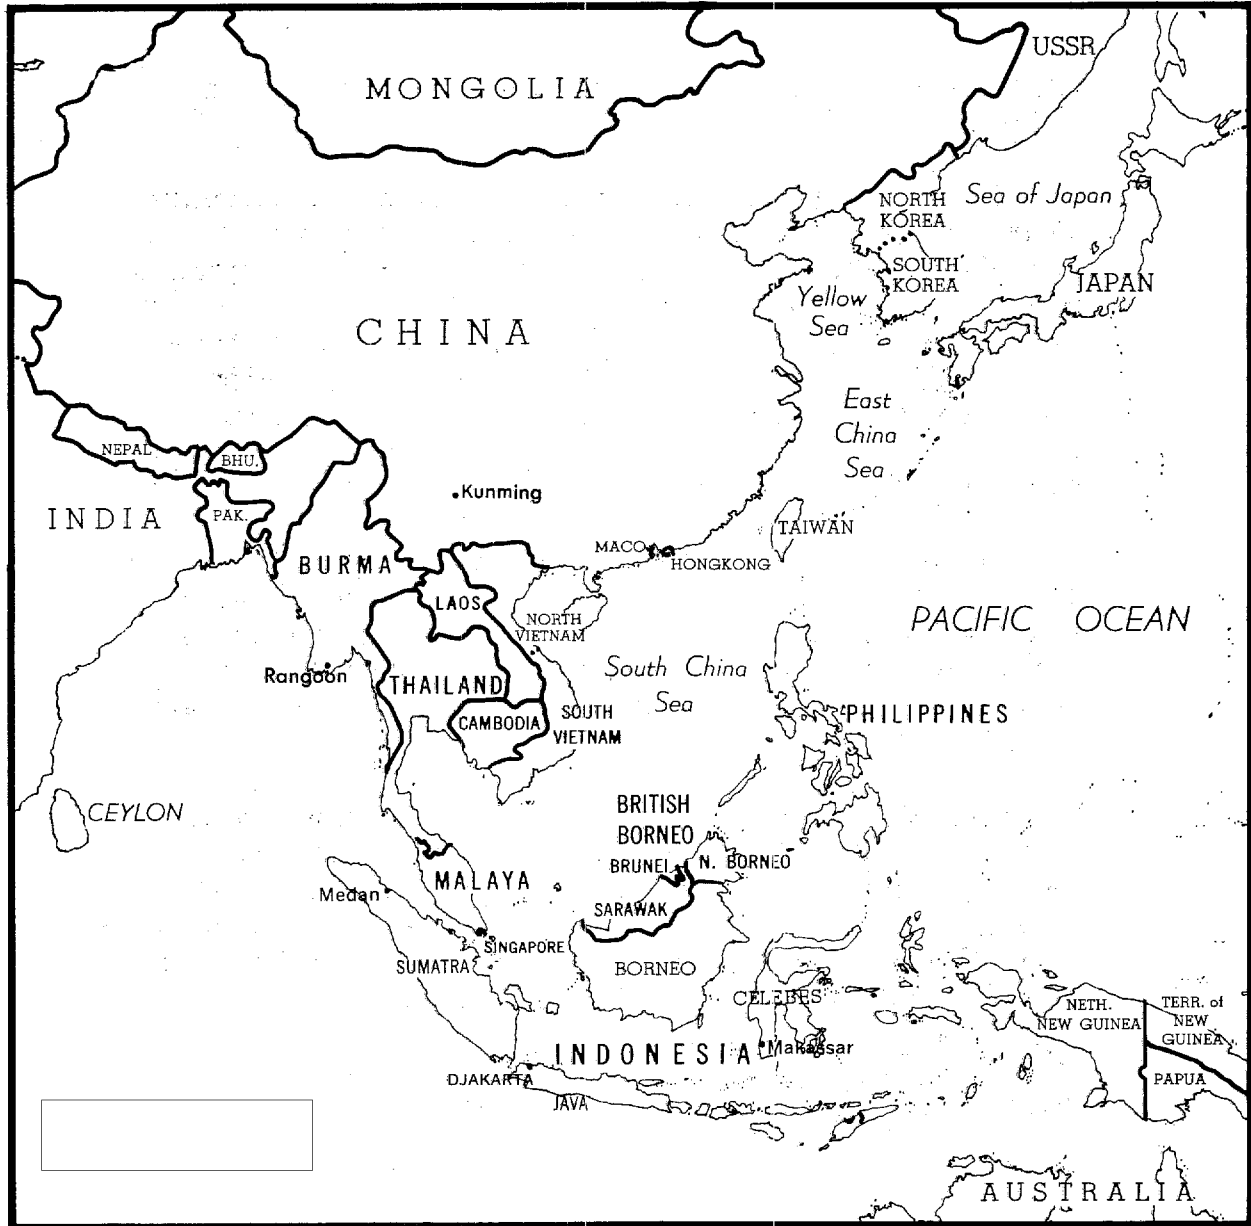 USSR
MONGOLIA
NORTH
KOREA
Sea of Japan
SOUTH
KOREA
JAPAN
Yellow
Sea
CHINA
East
China
Sea
NEPAL
BHU.
Kunming
INDIA
PAK.
TAIWAN
MACO
HONGKONG
BURMA
LAOS
NORTH
VIETNAM
PACIFIC OCEAN
South China
Sea
Rangoon
THAILAND
CAMBODIA
SOUTH
VIETNAM
PHILIPPINES
CEYLON
BRITISH
BORNEO
BRUNEI
N. BORNEO
MALAYA
Medan
SARAWAK
SINGAPORE
SUMATRA
BORNEO
CELEBES
NETH.
NEW GUINEA
TERR. of
NEW
GUINEA
INDONESIA
Makassar
DJAKARTA
JAVA
PAPUA
AUSTRALIA